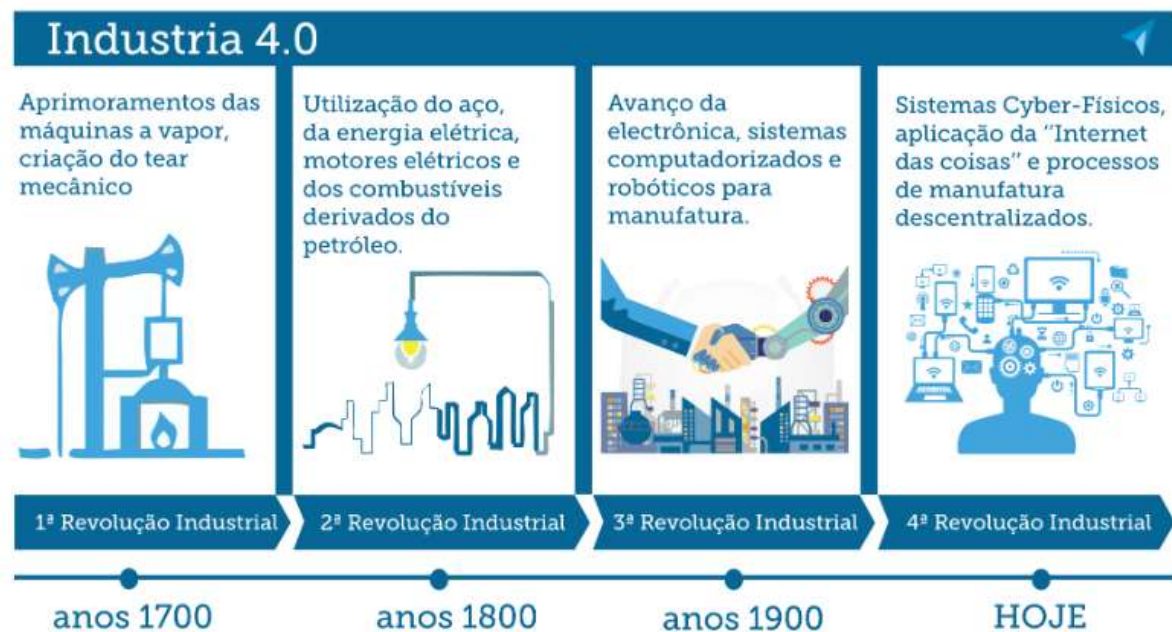 Industria 4.0
Aprimoramentos das
máquinas a vapor,
criação do tear
mecânico
Utilização do aço,
da energia elétrica,
motores elétricos e
dos combustíveis
derivados do
petróleo.
Avanço da
electrônica, sistemas
computadorizados e
robóticos para
manufatura.
Sistemas Cyber-Físicos,
aplicação da "Internet
das coisas" e processos
de manufatura
descentralizados.
1ª Revolução Industrial
2ª Revolução Industrial
3ª Revolução Industrial
4ª Revolução Industrial
anos 1700
anos 1800
anos 1900
HOJE